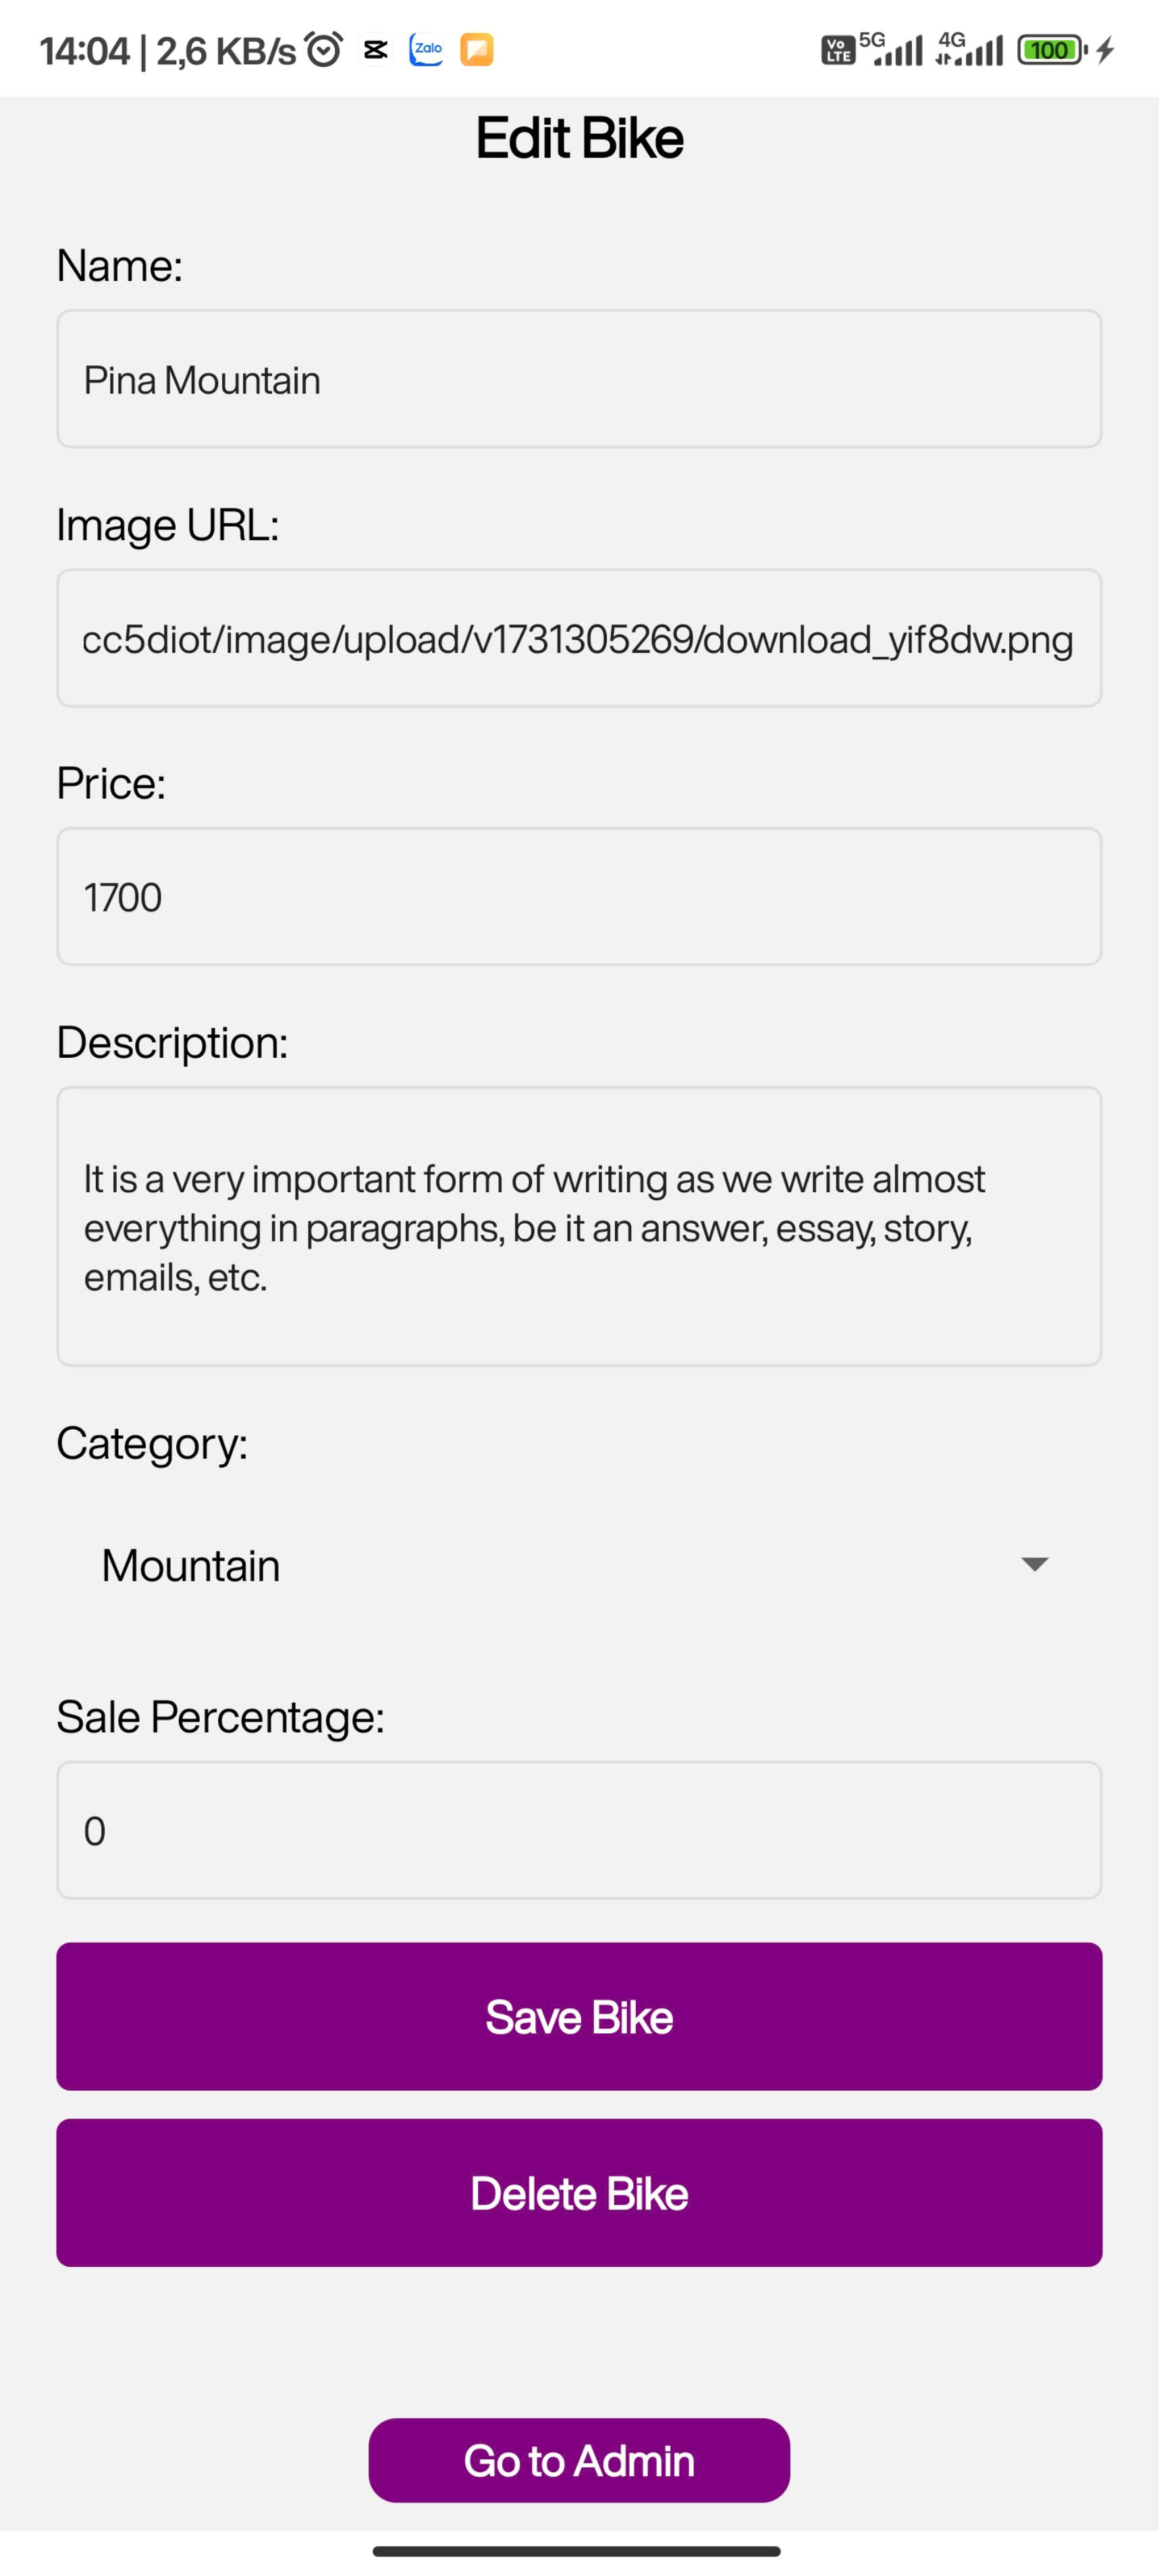 14:04 | 2,6 KB/s Zalo Vo LTE 5G 4G 100
Edit Bike
Name:
Pina Mountain
Image URL:
cc5diot/image/upload/v1731305269/download_yif8dw.png
Price:
1700
Description:
It is a very important form of writing as we write almost
everything in paragraphs, be it an answer, essay, story,
emails, etc.
Category:
Mountain
Sale Percentage:
0
Save Bike
Delete Bike
Go to Admin